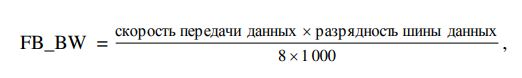 скорость передачи данных × разрядность шины данных
FB_BW = ,
8 × 1 000